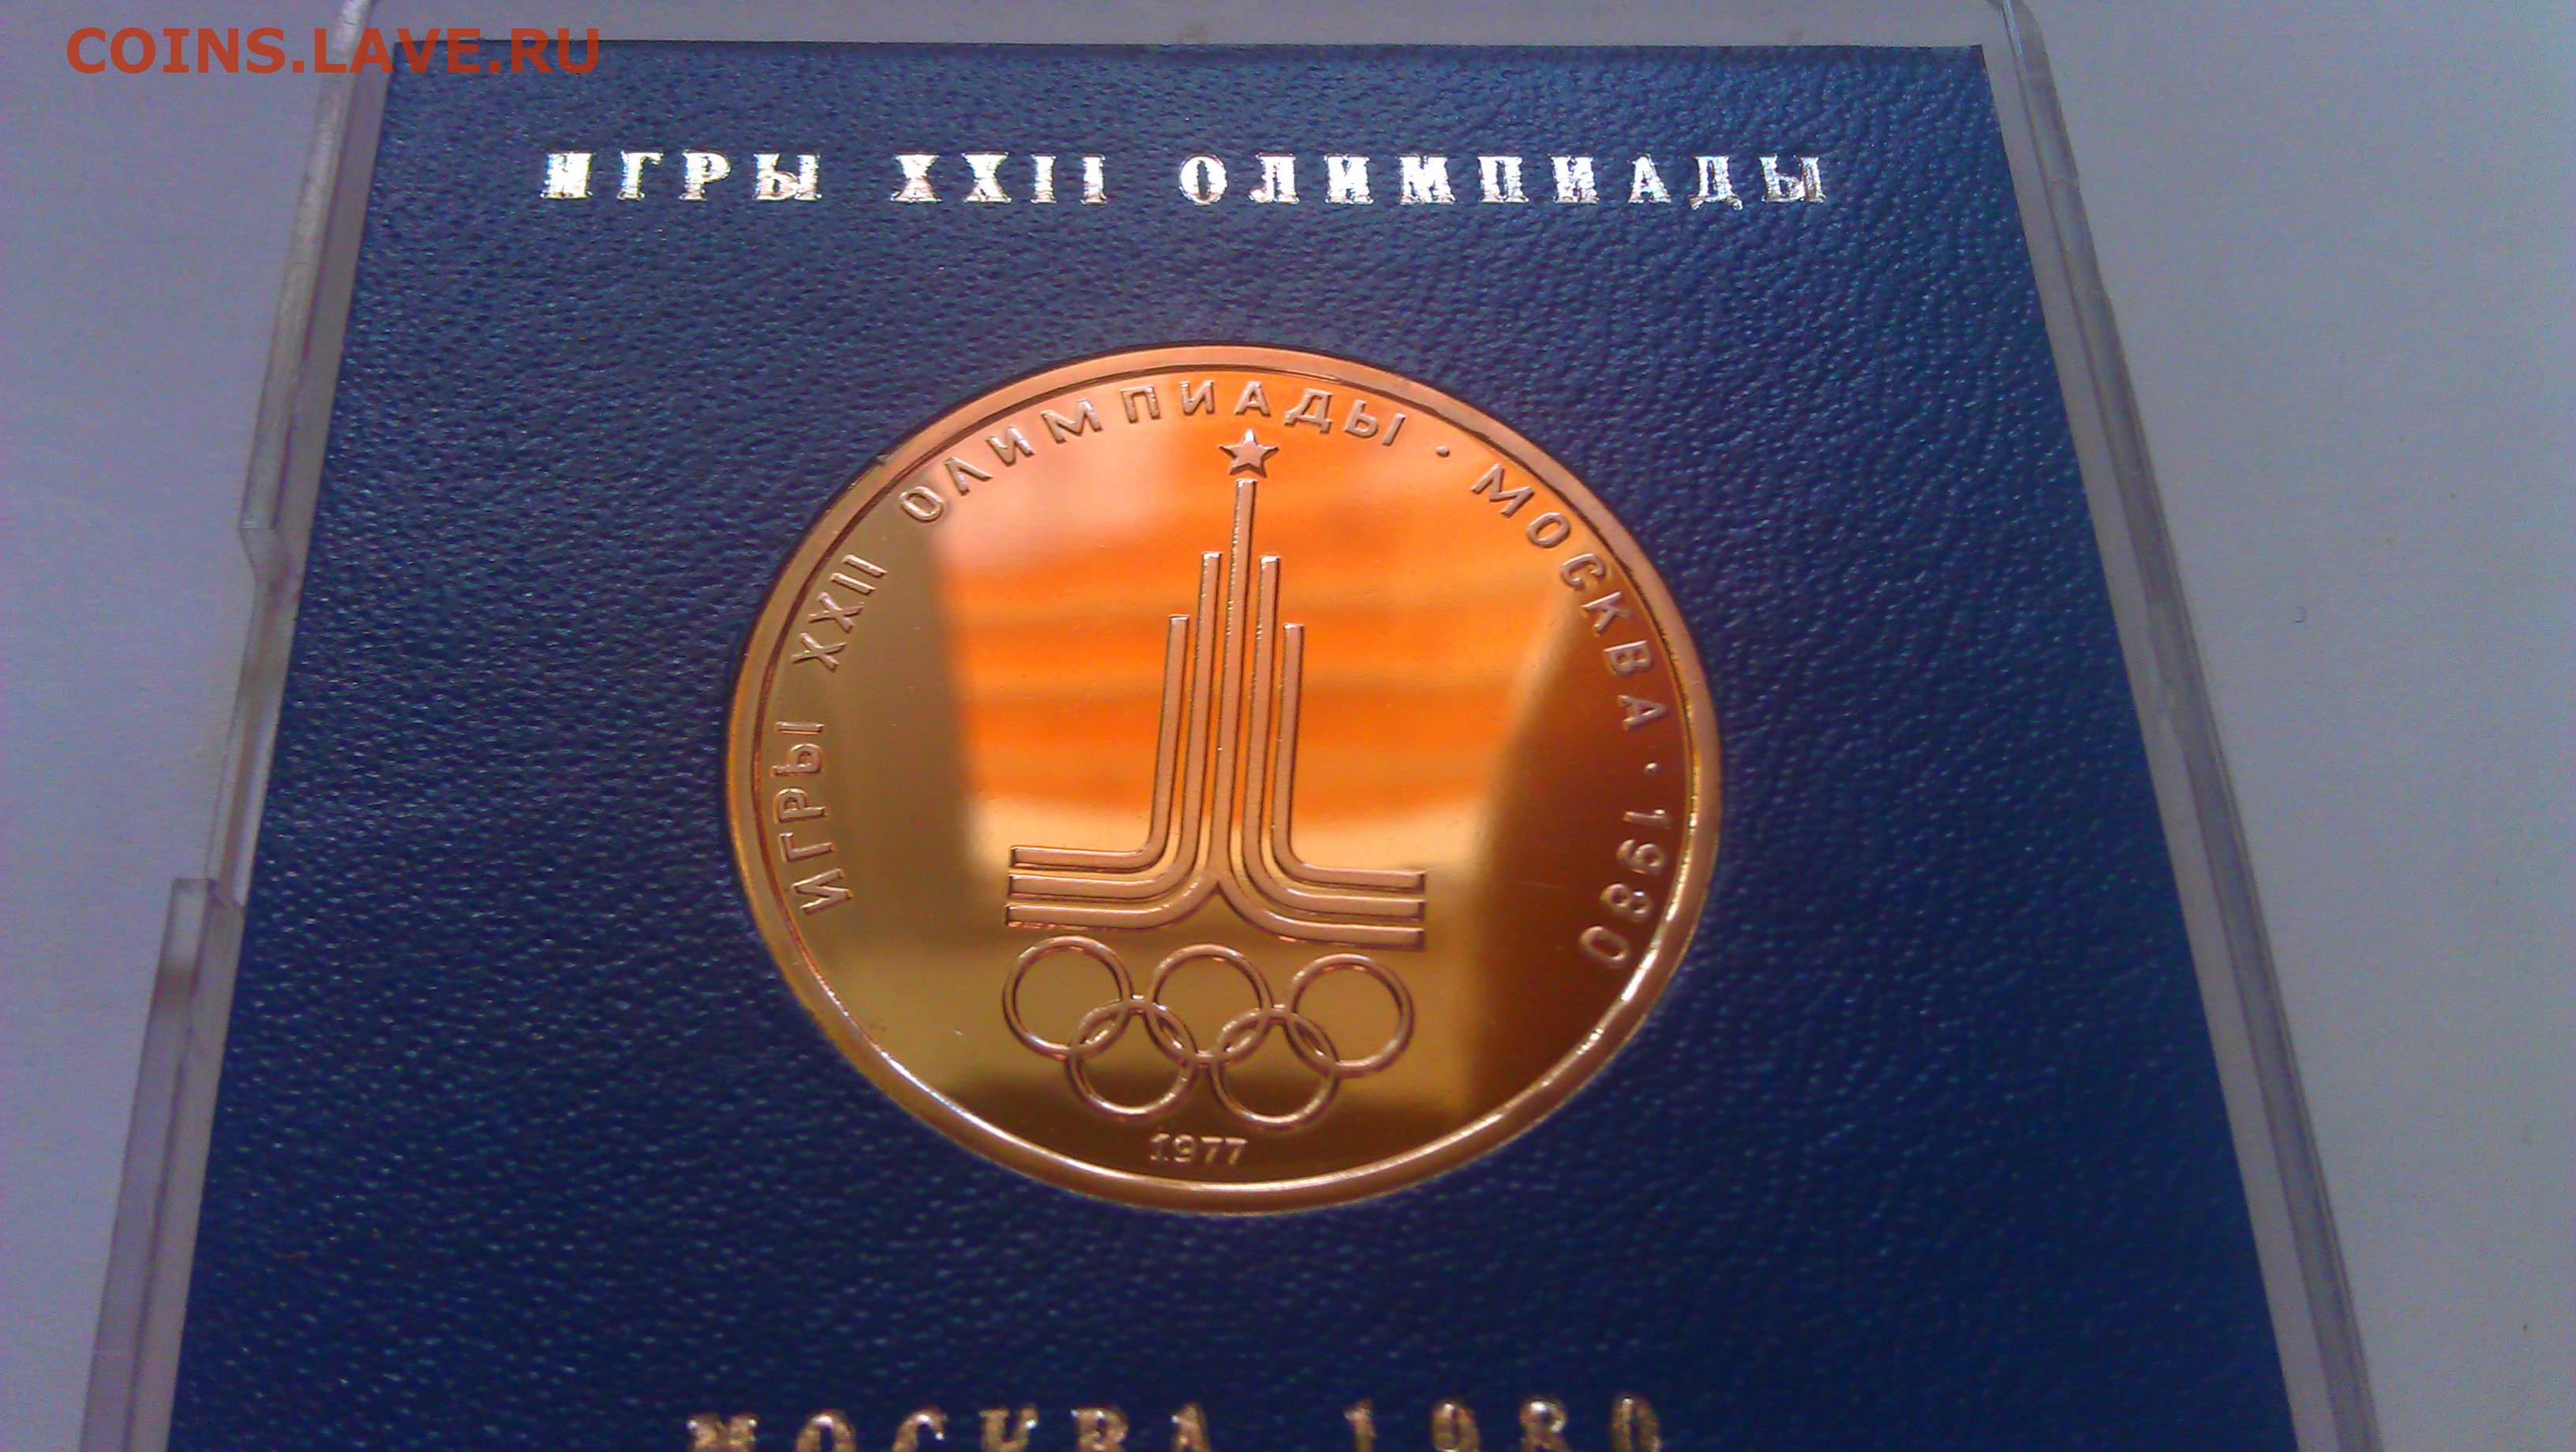 COINS.LAVE.RU
ИГРЫ XXII ОЛИМПИАДЫ
ИГРЫ XXII ОЛИМПИАДЫ · МОСКВА · 1980
1977
МОСКВА 1980